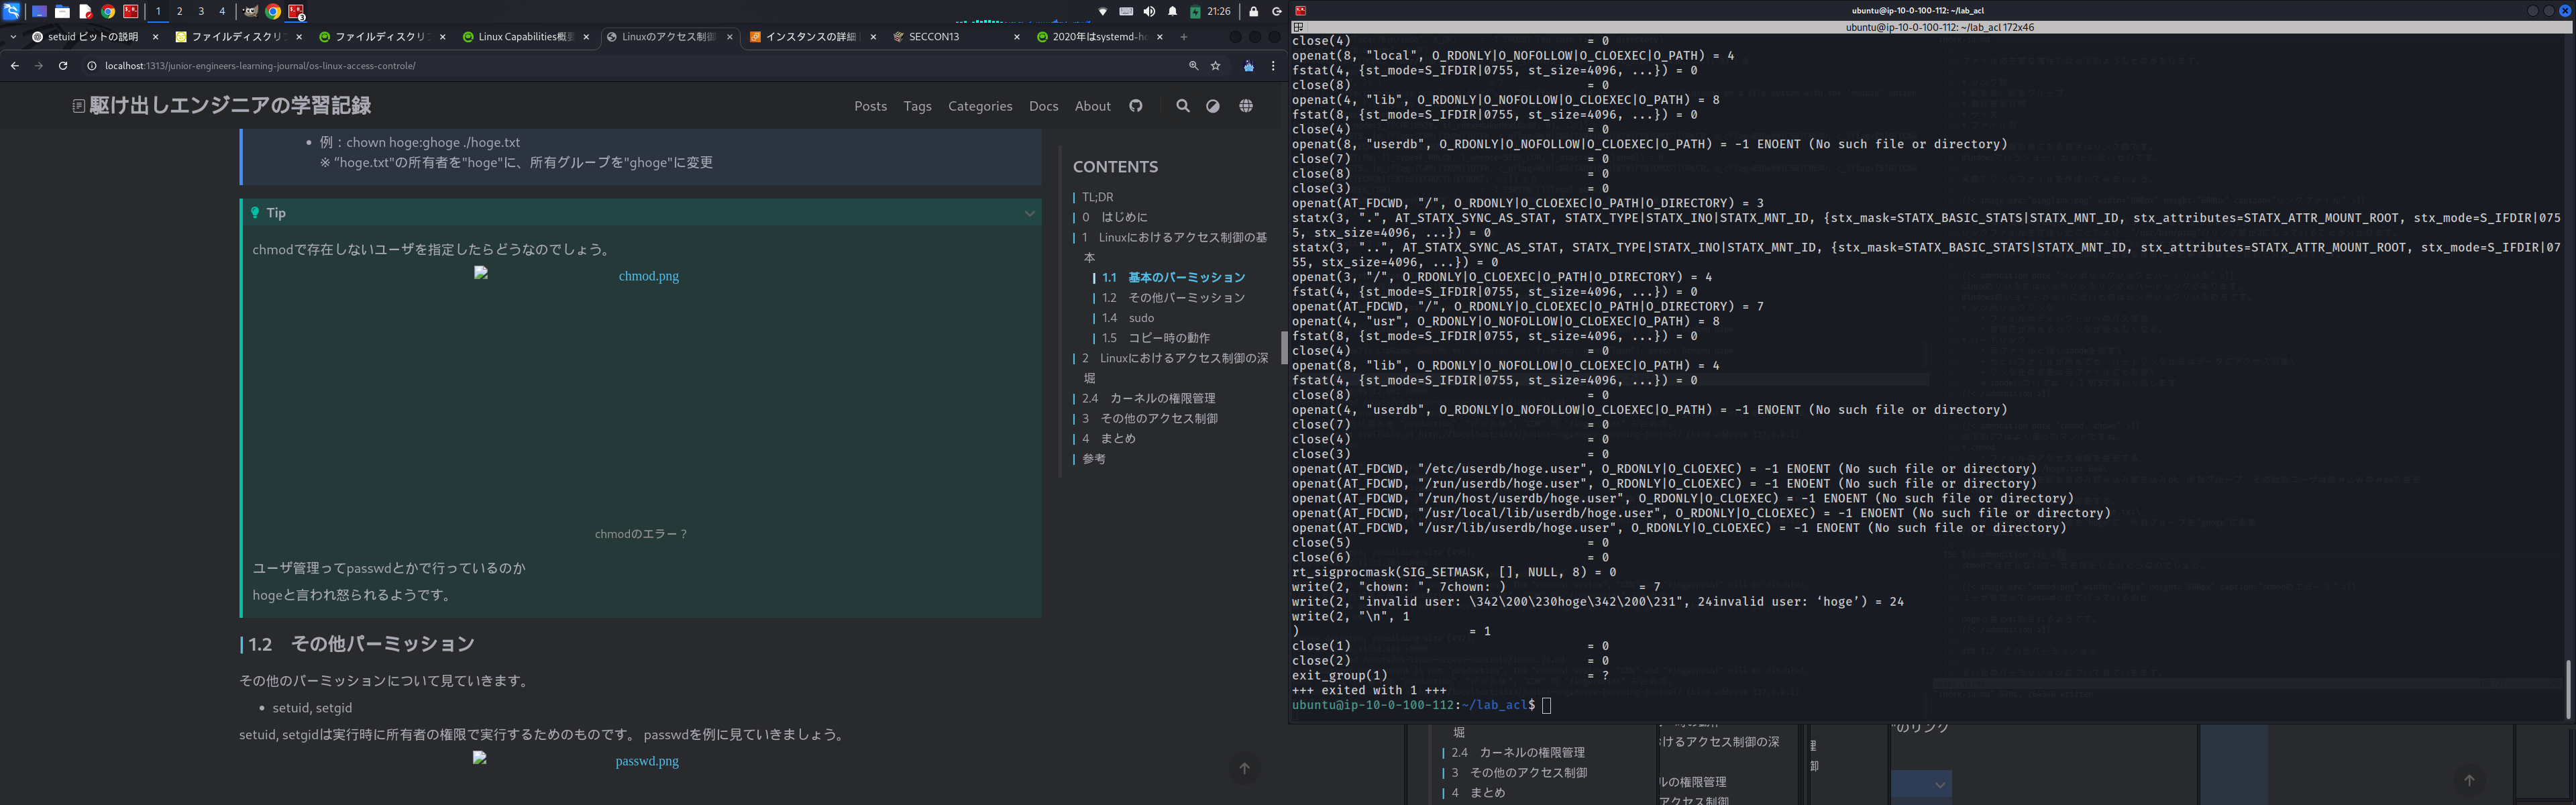 1 2 3 4
21:26
setuid ビットの説明
ファイルディスクリプ
ファイルディスクリプ
Linux Capabilities概要
Linuxのアクセス制御
インスタンスの詳細
SECCON13
2020年はsystemd-ho
localhost:1313/junior-engineers-learning-journal/os-linux-access-controle/
駆け出しエンジニアの学習記録
Posts Tags Categories Docs About
例：chown hoge:ghoge ./hoge.txt
※ "hoge.txt"の所有者を"hoge"に、所有グループを"ghoge"に変更
Tip
chmodで存在しないユーザを指定したらどうなのでしょう。
chmod.png
chmodのエラー？
ユーザ管理ってpasswdとかで行っているのか
hogeと言われ怒られるようです。
1.2 その他パーミッション
その他のパーミッションについて見ていきます。
setuid, setgid
setuid, setgidは実行時に所有者の権限で実行するためのものです。 passwdを例に見ていきましょう。
passwd.png
CONTENTS
TL;DR
0 はじめに
1 Linuxにおけるアクセス制御の基
本
1.1 基本のパーミッション
1.2 その他パーミッション
1.4 sudo
1.5 コピー時の動作
2 Linuxにおけるアクセス制御の深
堀
2.4 カーネルの権限管理
3 その他のアクセス制御
4 まとめ
参考
ubuntu@ip-10-0-100-112: ~/lab_acl
ubuntu@ip-10-0-100-112: ~/lab_acl 172x46
close(4) = 0
openat(8, "local", O_RDONLY|O_NOFOLLOW|O_CLOEXEC|O_PATH) = 4
fstat(4, {st_mode=S_IFDIR|0755, st_size=4096, ...}) = 0
close(8) = 0
openat(4, "lib", O_RDONLY|O_NOFOLLOW|O_CLOEXEC|O_PATH) = 8
fstat(8, {st_mode=S_IFDIR|0755, st_size=4096, ...}) = 0
close(4) = 0
openat(8, "userdb", O_RDONLY|O_NOFOLLOW|O_CLOEXEC|O_PATH) = -1 ENOENT (No such file or directory)
close(7) = 0
close(8) = 0
close(3) = 0
openat(AT_FDCWD, "/", O_RDONLY|O_CLOEXEC|O_PATH|O_DIRECTORY) = 3
statx(3, ".", AT_STATX_SYNC_AS_STAT, STATX_TYPE|STATX_INO|STATX_MNT_ID, {stx_mask=STATX_BASIC_STATS|STATX_MNT_ID, stx_attributes=STATX_ATTR_MOUNT_ROOT, stx_mode=S_IFDIR|075
5, stx_size=4096, ...}) = 0
statx(3, "..", AT_STATX_SYNC_AS_STAT, STATX_TYPE|STATX_INO|STATX_MNT_ID, {stx_mask=STATX_BASIC_STATS|STATX_MNT_ID, stx_attributes=STATX_ATTR_MOUNT_ROOT, stx_mode=S_IFDIR|07
55, stx_size=4096, ...}) = 0
openat(3, "/", O_RDONLY|O_CLOEXEC|O_PATH|O_DIRECTORY) = 4
fstat(4, {st_mode=S_IFDIR|0755, st_size=4096, ...}) = 0
openat(AT_FDCWD, "/", O_RDONLY|O_CLOEXEC|O_PATH|O_DIRECTORY) = 7
openat(4, "usr", O_RDONLY|O_NOFOLLOW|O_CLOEXEC|O_PATH) = 8
fstat(8, {st_mode=S_IFDIR|0755, st_size=4096, ...}) = 0
close(4) = 0
openat(8, "lib", O_RDONLY|O_NOFOLLOW|O_CLOEXEC|O_PATH) = 4
fstat(4, {st_mode=S_IFDIR|0755, st_size=4096, ...}) = 0
close(8) = 0
openat(4, "userdb", O_RDONLY|O_NOFOLLOW|O_CLOEXEC|O_PATH) = -1 ENOENT (No such file or directory)
close(7) = 0
close(4) = 0
close(3) = 0
openat(AT_FDCWD, "/etc/userdb/hoge.user", O_RDONLY|O_CLOEXEC) = -1 ENOENT (No such file or directory)
openat(AT_FDCWD, "/run/userdb/hoge.user", O_RDONLY|O_CLOEXEC) = -1 ENOENT (No such file or directory)
openat(AT_FDCWD, "/run/host/userdb/hoge.user", O_RDONLY|O_CLOEXEC) = -1 ENOENT (No such file or directory)
openat(AT_FDCWD, "/usr/local/lib/userdb/hoge.user", O_RDONLY|O_CLOEXEC) = -1 ENOENT (No such file or directory)
openat(AT_FDCWD, "/usr/lib/userdb/hoge.user", O_RDONLY|O_CLOEXEC) = -1 ENOENT (No such file or directory)
close(5) = 0
close(6) = 0
rt_sigprocmask(SIG_SETMASK, [], NULL, 8) = 0
write(2, "chown: ", 7chown: ) = 7
write(2, "invalid user: \342\200\230hoge\342\200\231", 24invalid user: ‘hoge’) = 24
write(2, "\n", 1
) = 1
close(1) = 0
close(2) = 0
exit_group(1) = ?
+++ exited with 1 +++
ubuntu@ip-10-0-100-112:~/lab_acl$
堀
2.4 カーネルの権限管理
3 その他のアクセス制御
4 まとめ
けるアクセス制御の深
ルの権限管理
アクセス制御
理
御
のリンク